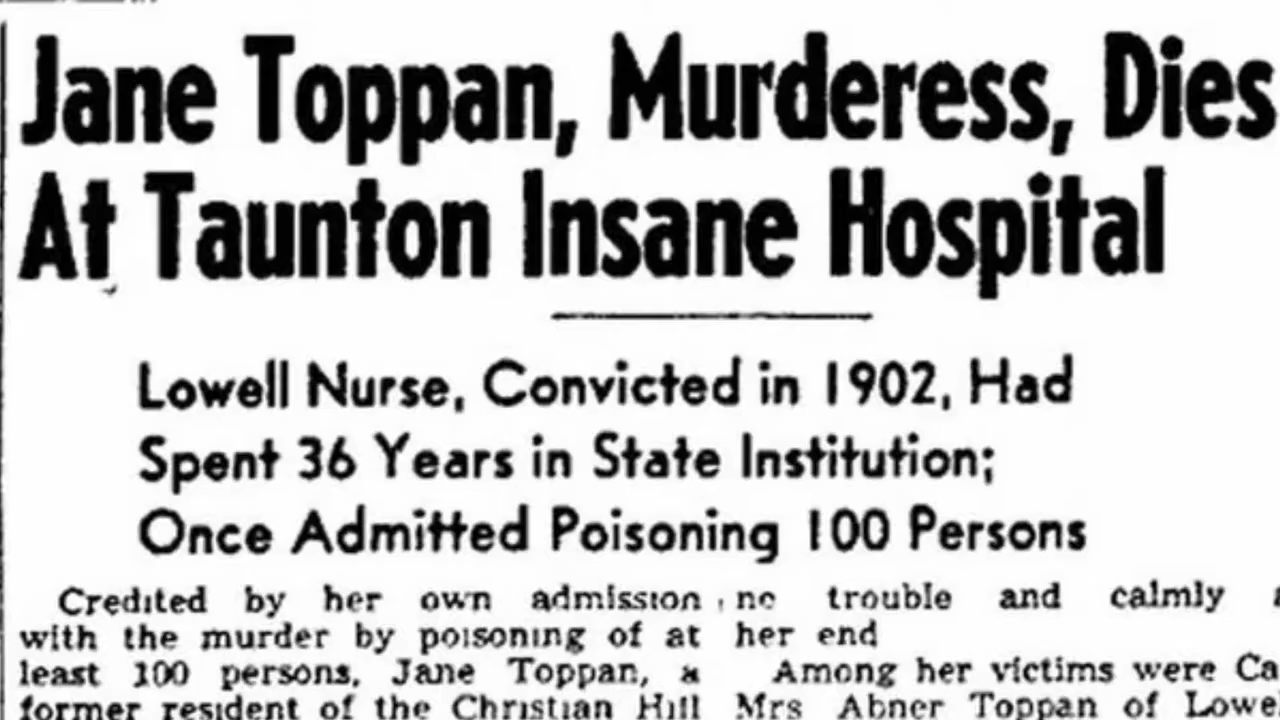 Jane Toppan, Murderess, Dies
At Taunton Insane Hospital
Lowell Nurse, Convicted in 1902, Had
Spent 36 Years in State Institution;
Once Admitted Poisoning 100 Persons
Credited by her own admission
with the murder by poisoning of at
least 100 persons, Jane Toppan, a
former resident of the Christian Hill
no trouble and calmly
her end
Among her victims were
Mrs Abner Toppan of